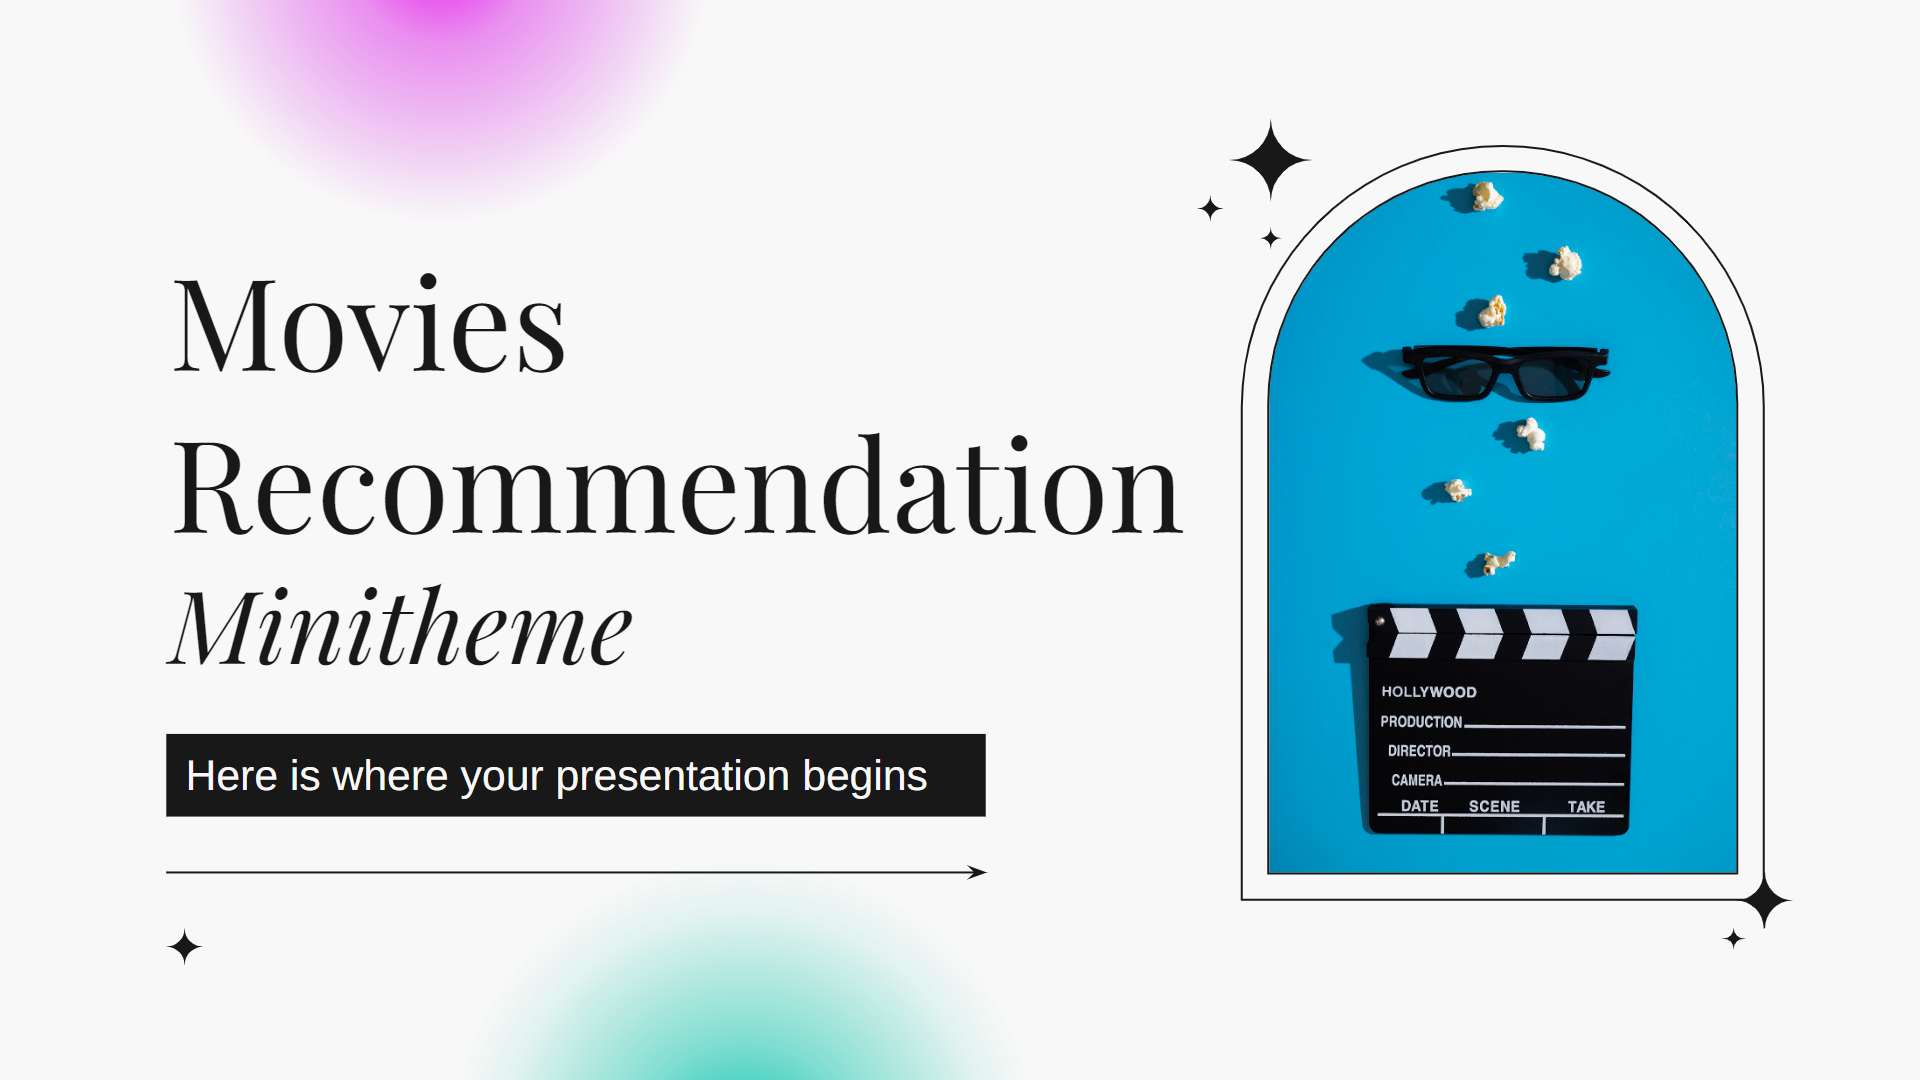 Movies
Recommendation
Minitheme
Here is where your presentation begins
HOLLYWOOD
PRODUCTION
DIRECTOR
CAMERA
DATE SCENE TAKE